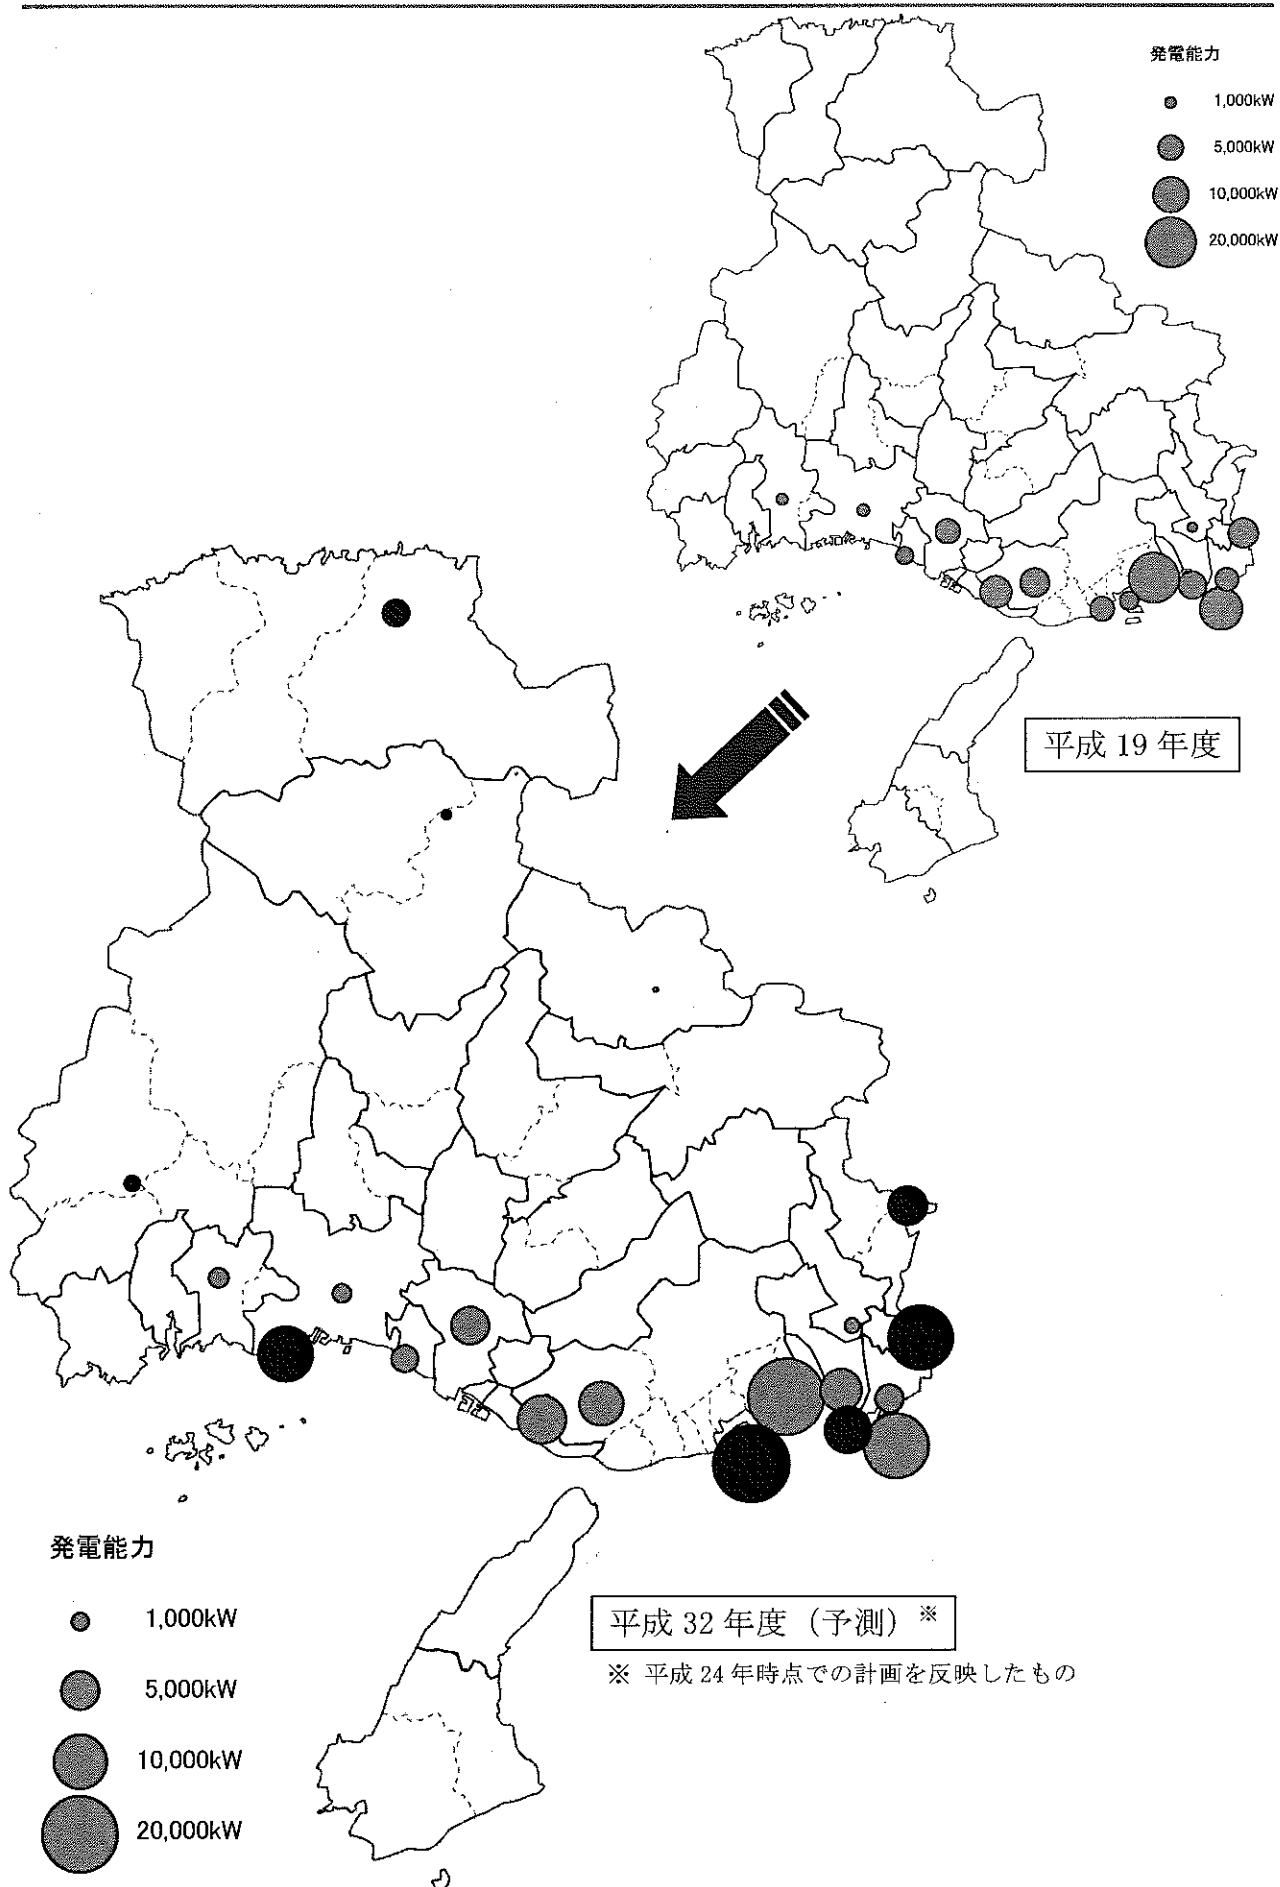 発電能力
1,000kW
5,000kW
10,000kW
20,000kW
平成 19 年度
発電能力
1,000kW
5,000kW
10,000kW
20,000kW
平成 32 年度（予測）※
※ 平成 24 年時点での計画を反映したもの